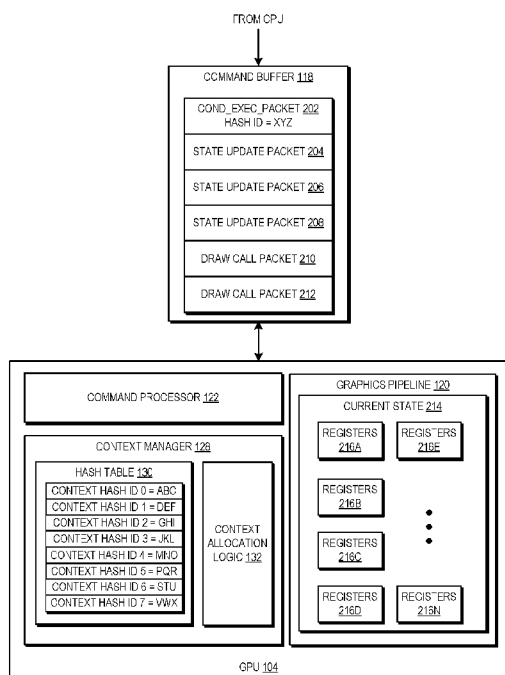 FROM CPU
COMMAND BUFFER 118
COND_EXEC_PACKET 202
HASH ID = XYZ
STATE UPDATE PACKET 204
STATE UPDATE PACKET 206
STATE UPDATE PACKET 208
DRAW CALL PACKET 210
DRAW CALL PACKET 212
COMMAND PROCESSOR 122
CONTEXT MANAGER 128
HASH TABLE 130
CONTEXT HASH ID 0 = ABC
CONTEXT HASH ID 1 = DEF
CONTEXT HASH ID 2 = GHI
CONTEXT HASH ID 3 = JKL
CONTEXT HASH ID 4 = MNO
CONTEXT HASH ID 5 = PQR
CONTEXT HASH ID 6 = STU
CONTEXT HASH ID 7 = VWX
CONTEXT
ALLOCATION
LOGIC 132
GRAPHICS PIPELINE 120
CURRENT STATE 214
REGISTERS
216A
REGISTERS
216E
REGISTERS
216B
REGISTERS
216C
REGISTERS
216D
REGISTERS
216N
GPU 104